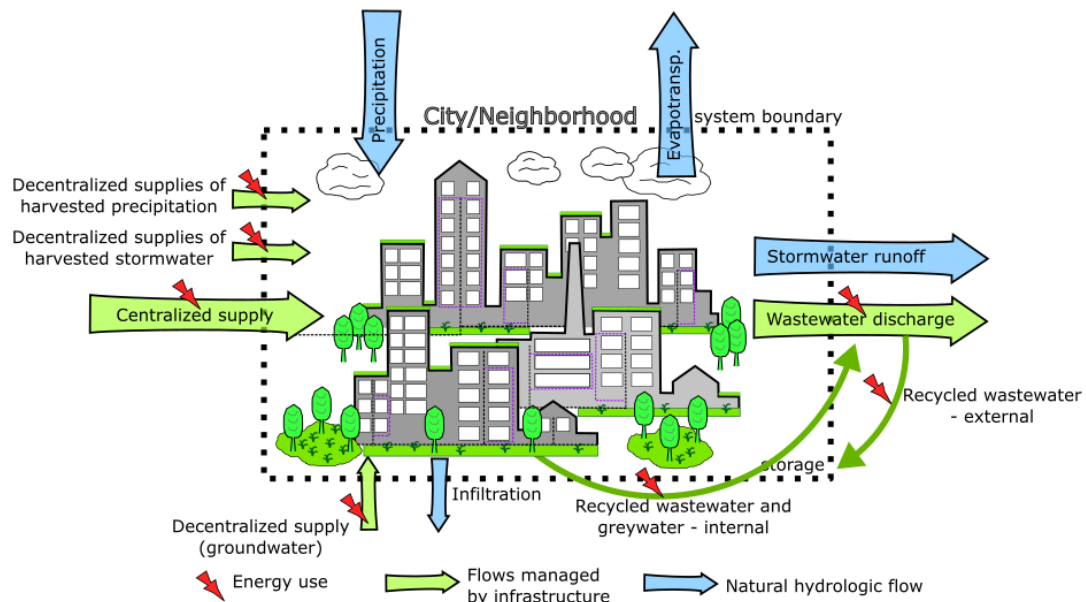 Precipitation
Evapotransp.
City/Neighborhood
system boundary
Decentralized supplies of
harvested precipitation
Decentralized supplies of
harvested stormwater
Centralized supply
Stormwater runoff
Wastewater discharge
Recycled wastewater
- external
storage
Infiltration
Recycled wastewater and
greywater - internal
Decentralized supply
(groundwater)
Energy use
Flows managed
by infrastructure
Natural hydrologic flow